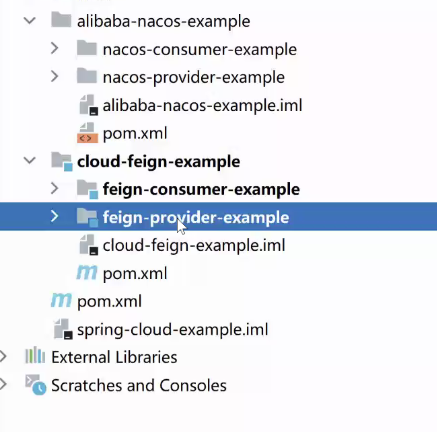 alibaba-nacos-example
nacos-consumer-example
nacos-provider-example
alibaba-nacos-example.iml
pom.xml
cloud-feign-example
feign-consumer-example
feign-provider-example
cloud-feign-example.iml
pom.xml
pom.xml
spring-cloud-example.iml
External Libraries
Scratches and Consoles